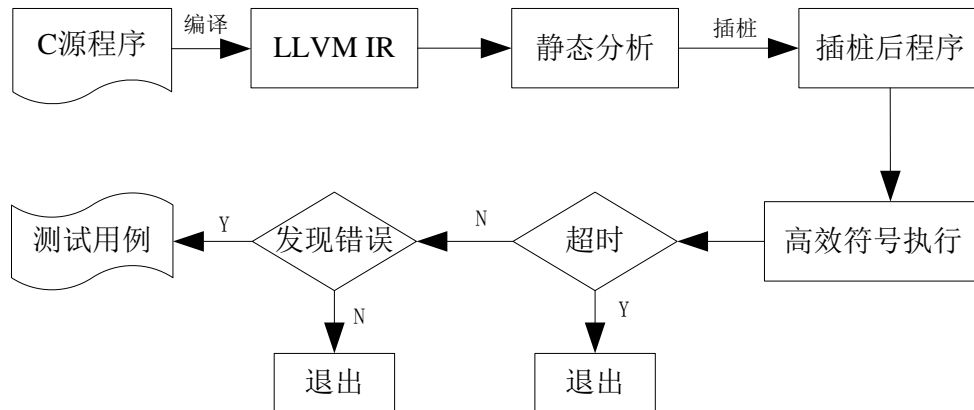 C源程序
编译
LLVM IR
静态分析
插桩
插桩后程序
测试用例
Y
发现错误
N
超时
高效符号执行
N
Y
退出
退出